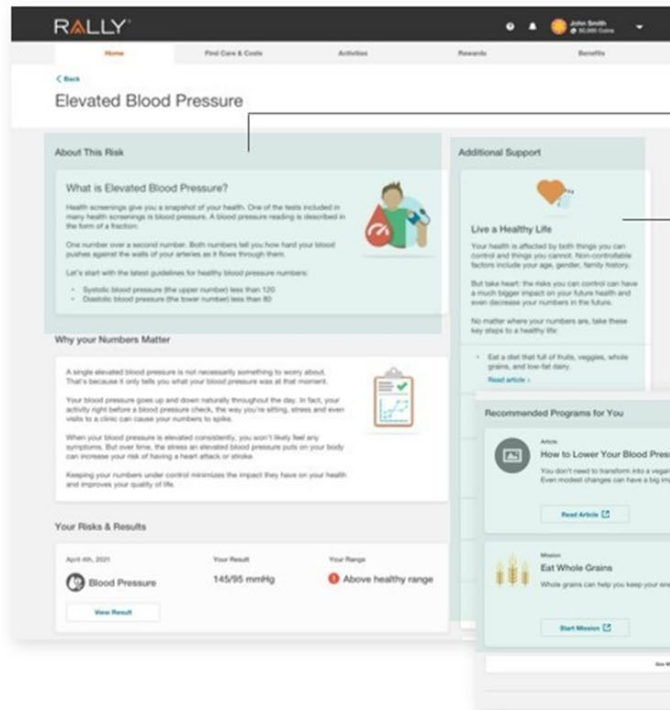 RALLY
John Smith
50,000 Coins
Home
Find Care & Costs
Activities
Rewards
Benefits
Back
Elevated Blood Pressure
About This Risk
What is Elevated Blood Pressure?
Health screenings give you a snapshot of your health. One of the tests included in
many health screenings is blood pressure. A blood pressure reading is described in
the form of a fraction:
One number over a second number. Both numbers tell you how hard your blood
pushes against the walls of your arteries as it flows through them.
Let's start with the latest guidelines for healthy blood pressure numbers:
• Systolic blood pressure (the upper number) less than 120
• Diastolic blood pressure (the lower number) less than 80
Why your Numbers Matter
A single elevated blood pressure is not necessarily something to worry about.
That's because it only tells you what your blood pressure was at that moment.
Your blood pressure goes up and down naturally throughout the day. In fact, your
activity right before a blood pressure check, the way you're sitting, stress and even
visits to a clinic can cause your numbers to spike.
When your blood pressure is elevated consistently, you won't likely feel any
symptoms. But over time, the stress an elevated blood pressure puts on your body
can increase your risk of having a heart attack or stroke.
Keeping your numbers under control minimizes the impact they have on your health
and improves your quality of life.
Your Risks & Results
April 4th, 2021
Blood Pressure
View Result
Your Result
145/95 mmHg
Your Range
Above healthy range
Additional Support
Live a Healthy Life
Your health is affected by both things you can
control and things you cannot. Non-controllable
factors include your age, gender, family history.
But take heart: the risks you can control can have
a much bigger impact on your future health and
even decrease your numbers in the future.
No matter where your numbers are, take these
key steps to a healthy life:
• Eat a diet that full of fruits, veggies, whole
grains, and low-fat dairy.
Read article ›
Recommended Programs for You
Article
How to Lower Your Blood Press
You don't need to transform into a vegan
Even modest changes can have a big imp
Read Article
Mission
Eat Whole Grains
Whole grains can help you keep your ene
Start Mission
See M